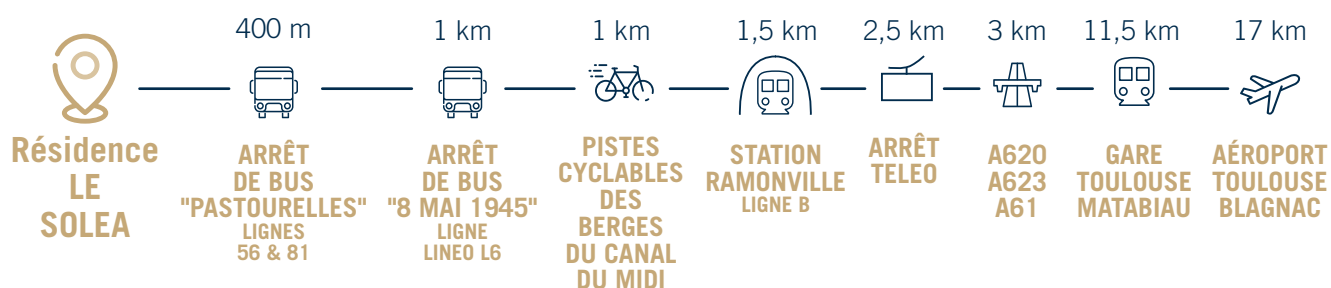 400 m
1 km
1 km
1,5 km
2,5 km
3 km
11,5 km
17 km
Résidence
LE
SOLEA
ARRÊT
DE BUS
"PASTOURELLES"
LIGNES
56 & 81
ARRÊT
DE BUS
"8 MAI 1945"
LIGNE
LINEO L6
PISTES
CYCLABLES
DES
BERGES
DU CANAL
DU MIDI
STATION
RAMONVILLE
LIGNE B
ARRÊT
TELEO
A620
A623
A61
GARE
TOULOUSE
MATABIAU
AÉROPORT
TOULOUSE
BLAGNAC